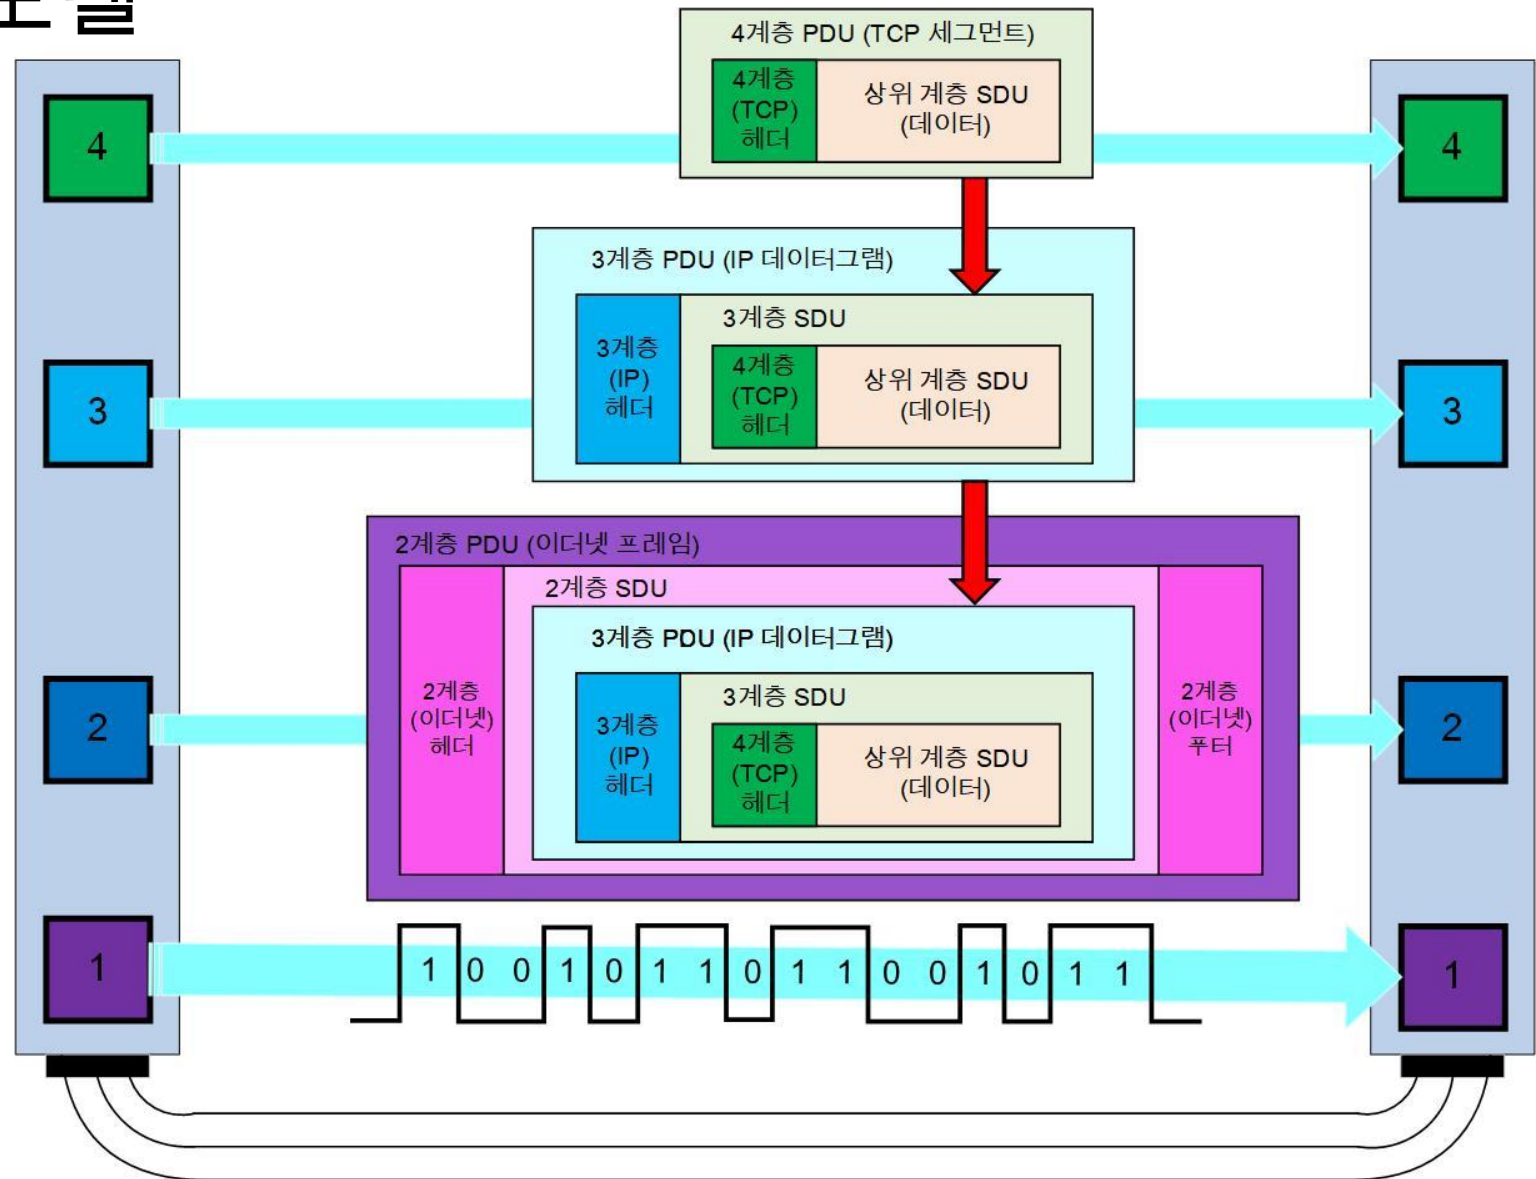 4계층 PDU (TCP 세그먼트)
4계층
(TCP)
헤더
상위 계층 SDU
(데이터)
4
4
3계층 PDU (IP 데이터그램)
3계층
(IP)
헤더
3계층 SDU
4계층
(TCP)
헤더
상위 계층 SDU
(데이터)
3
3
2계층 PDU (이더넷 프레임)
2계층 SDU
2계층
(이더넷)
헤더
3계층 PDU (IP 데이터그램)
3계층
(IP)
헤더
3계층 SDU
4계층
(TCP)
헤더
상위 계층 SDU
(데이터)
2계층
(이더넷)
푸터
2
2
1
1 0 0 1 0 1 1 0 1 1 0 0 1 0 1 1
1